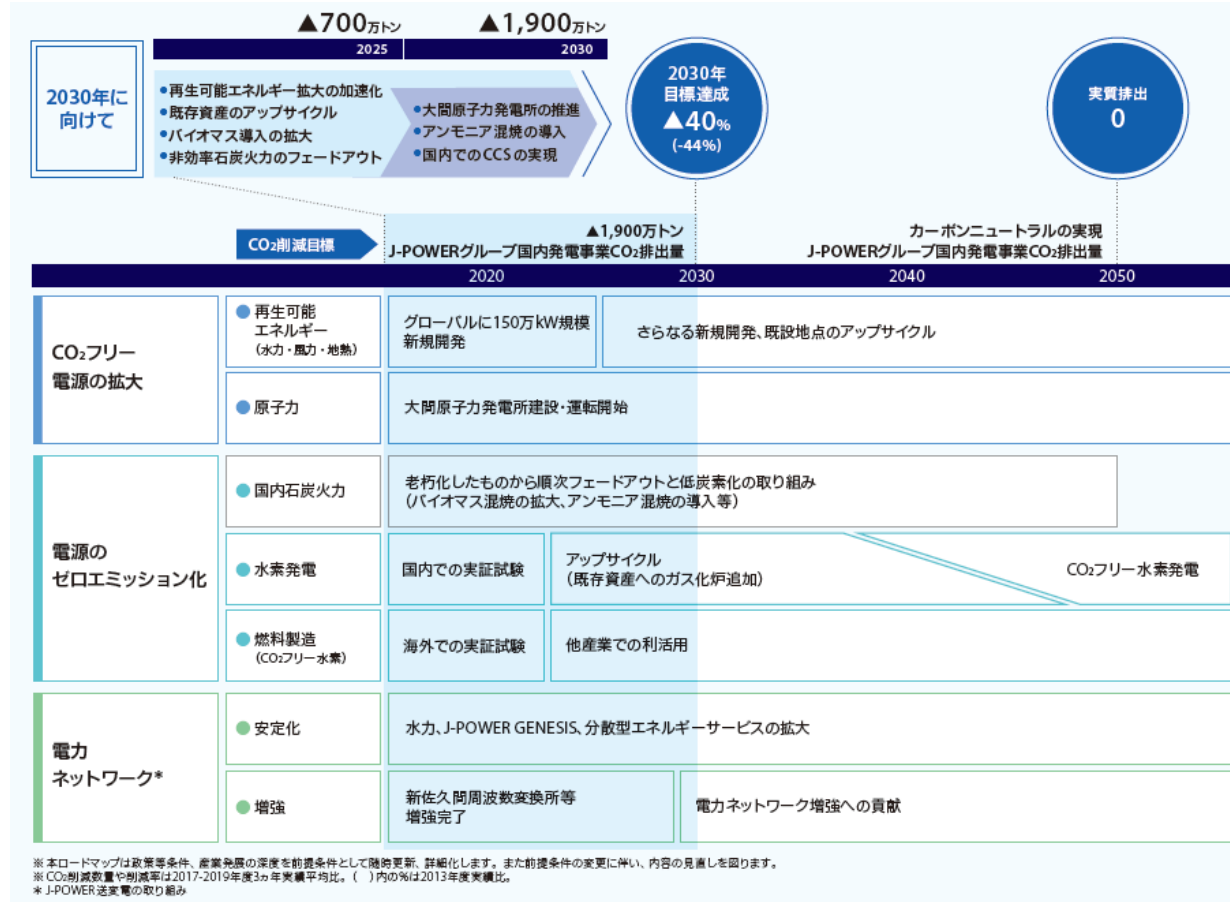 ▲700万トン
▲1,900万トン
2025
2030
2030年に
向けて
●再生可能エネルギー拡大の加速化
●既存資産のアップサイクル
●バイオマス導入の拡大
●非効率石炭火力のフェードアウト
●大間原子力発電所の推進
●アンモニア混焼の導入
●国内でのCCSの実現
2030年
目標達成
▲40%
(-44%)
実質排出
0
CO₂削減目標
▲1,900万トン
J-POWERグループ国内発電事業CO₂排出量
カーボンニュートラルの実現
J-POWERグループ国内発電事業CO₂排出量
2020
2030
2040
2050
CO₂フリー
電源の拡大
●再生可能
エネルギー
(水力・風力・地熱)
グローバルに150万kW規模
新規開発
さらなる新規開発、既設地点のアップサイクル
●原子力
大間原子力発電所建設・運転開始
電源の
ゼロエミッション化
●国内石炭火力
老朽化したものから順次フェードアウトと低炭素化の取り組み
(バイオマス混焼の拡大、アンモニア混焼の導入等)
●水素発電
国内での実証試験
アップサイクル
(既存資産へのガス化炉追加)
CO₂フリー水素発電
●燃料製造
(CO₂フリー水素)
海外での実証試験
他産業での利活用
電力
ネットワーク*
●安定化
水力、J-POWER GENESIS、分散型エネルギーサービスの拡大
●増強
新佐久間周波数変換所等
増強完了
電力ネットワーク増強への貢献
※ 本ロードマップは政策等条件、産業発展の深度を前提条件として随時更新、詳細化します。また前提条件の変更に伴い、内容の見直しを図ります。
※ CO₂削減数量や削減率は2017-2019年度3ヵ年実績平均比。( )内の%は2013年度実績比。
* J-POWER送変電の取り組み